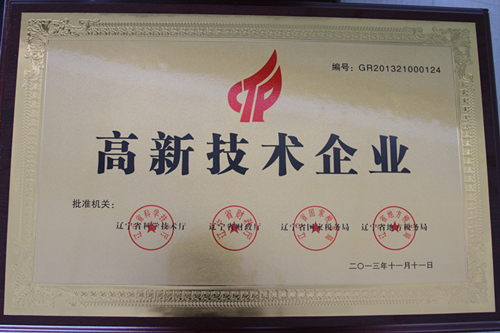 CTP
编号：GR201321000124
高新技术企业
批准机关：
辽宁省科学技术厅 辽宁省财政厅 辽宁省国家税务局 辽宁省地方税务局
二〇一三年十一月十一日